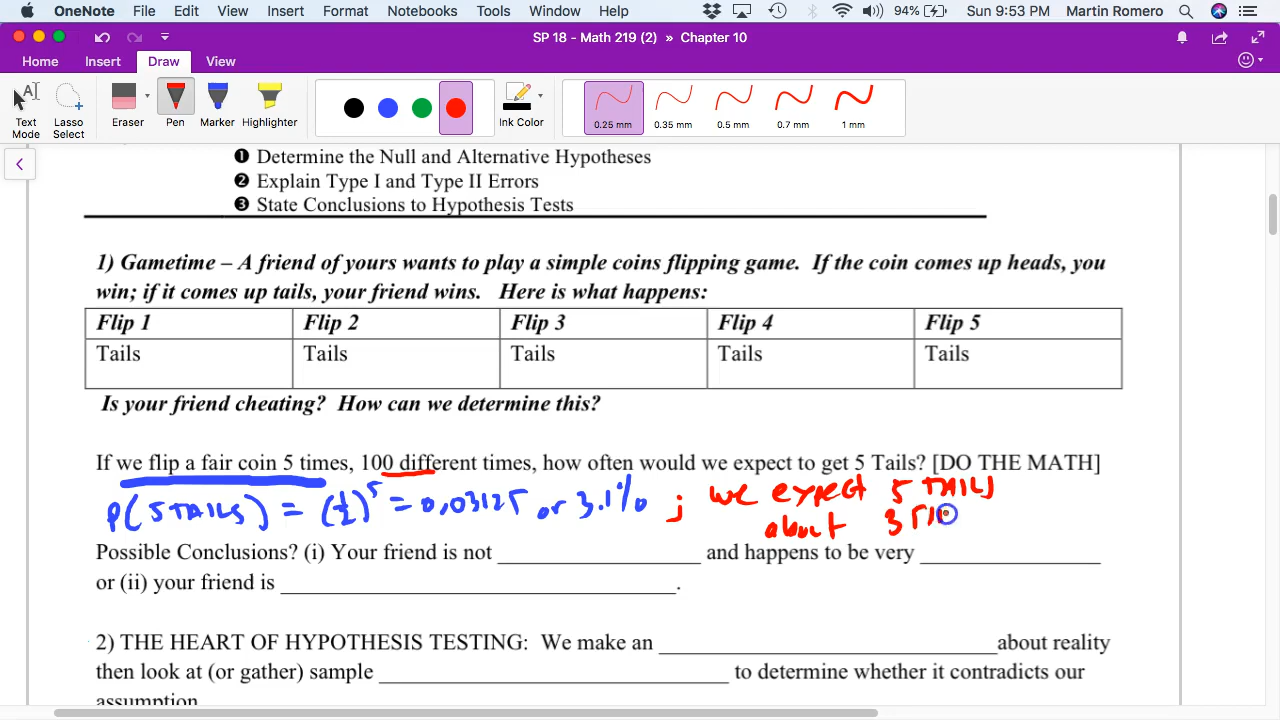 OneNote File Edit View Insert Format Notebooks Tools Window Help 94% Sun 9:53 PM Martin Romero
SP 18 - Math 219 (2) » Chapter 10
Home Insert Draw View
Text Mode Lasso Select Eraser Pen Marker Highlighter Ink Color 0.25 mm 0.35 mm 0.5 mm 0.7 mm 1 mm
❶ Determine the Null and Alternative Hypotheses
❷ Explain Type I and Type II Errors
❸ State Conclusions to Hypothesis Tests
1) Gametime – A friend of yours wants to play a simple coins flipping game. If the coin comes up heads, you
win; if it comes up tails, your friend wins. Here is what happens:
Flip 1 Flip 2 Flip 3 Flip 4 Flip 5
Tails Tails Tails Tails Tails
Is your friend cheating? How can we determine this?
If we flip a fair coin 5 times, 100 different times, how often would we expect to get 5 Tails? [DO THE MATH]
P(5 TAILS) = (1/2)^5 = 0.03125 or 3.1% ; we expect 5 TAILS
about 3
Possible Conclusions? (i) Your friend is not ____________________ and happens to be very ____________________
or (ii) your friend is ____________________.
2) THE HEART OF HYPOTHESIS TESTING: We make an ____________________about reality
then look at (or gather) sample ____________________ to determine whether it contradicts our
assumption